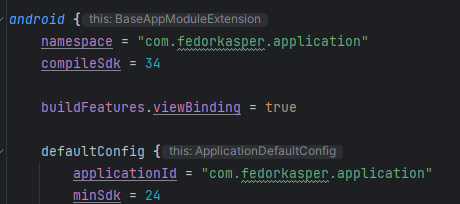 android { this: BaseAppModuleExtension
namespace = "com.fedorkasper.application"
compileSdk = 34
buildFeatures.viewBinding = true
defaultConfig { this: ApplicationDefaultConfig
applicationId = "com.fedorkasper.application"
minSdk = 24